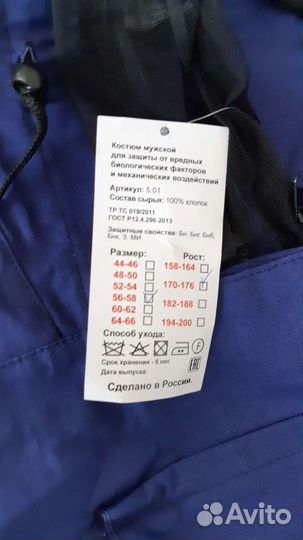 Костюм мужской
для защиты от вредных
биологических факторов
и механических воздействий
Артикул: 5.01
Состав сырья: 100% хлопок
ТР ТС 019/2011
ГОСТ Р12.4.296-2013
Защитные свойства: Бн, Бнг, Бнб,
Бнк, З, МИ
Размер: Рост:
44-46 158-164
48-50
52-54 170-176
56-58
60-62 182-188
64-66 194-200
Способ ухода:
Срок хранения - 5 лет.
Дата выпуска:
EAC
Сделано в России.
Avito